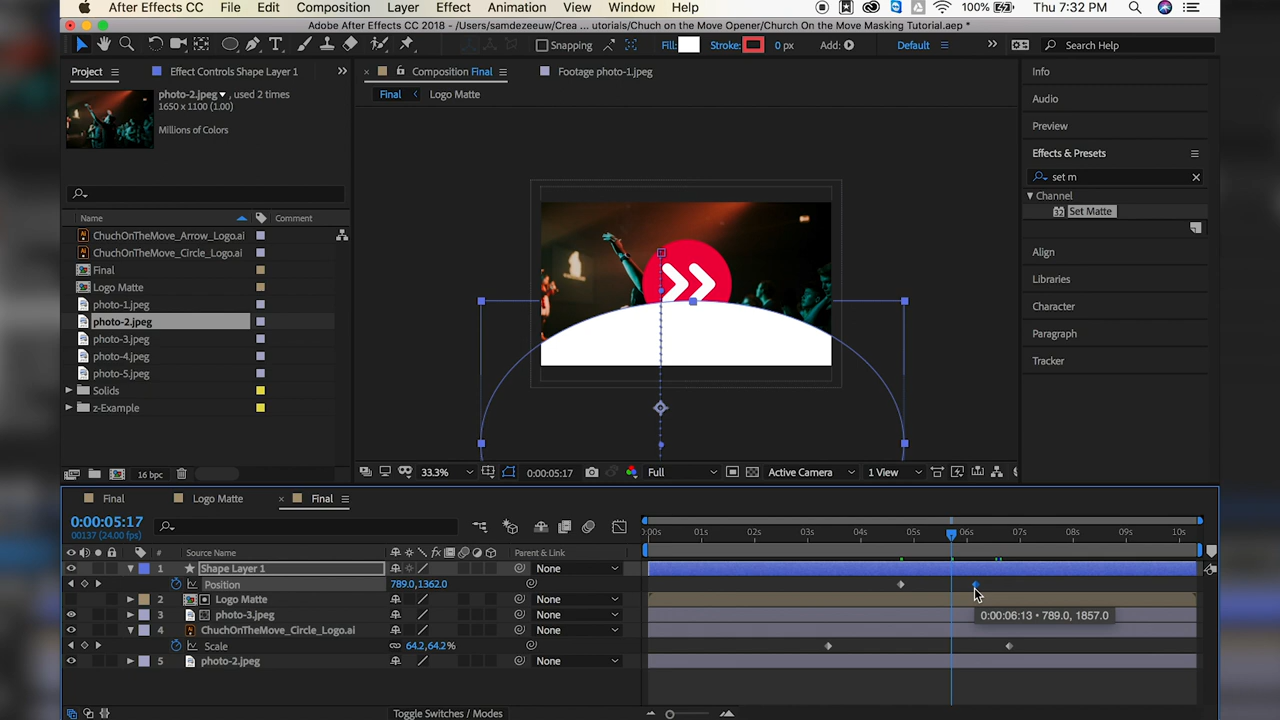 After Effects CC File Edit Composition Layer Effect Animation View Window Help 100% Thu 7:32 PM
Adobe After Effects CC 2018 - /Users/samdezeeuw/Crea ... utorials/Chuch on the Move Opener/Church On the Move Masking Tutorial.aep *
Snapping Fill: Stroke: 0 px Add: Default Search Help
Project Effect Controls Shape Layer 1 Composition Final Footage photo-1.jpeg Info
photo-2.jpeg , used 2 times Final Logo Matte
1650 x 1100 (1.00) Audio
Millions of Colors Preview
Effects & Presets
set m
Channel
32 Set Matte
Name Comment
ChuchOnTheMove_Arrow_Logo.ai
ChuchOnTheMove_Circle_Logo.ai Align
Final
Logo Matte Libraries
photo-1.jpeg Character
photo-2.jpeg
photo-3.jpeg Paragraph
photo-4.jpeg Tracker
photo-5.jpeg
Solids
z-Example
16 bpc 33.3% 0:00:05:17 Full Active Camera 1 View
Final Logo Matte Final
0:00:05:17
00137 (24.00 fps) 0:00s 01s 02s 03s 04s 05s 06s 07s 08s 09s 10s
# Source Name Parent & Link
1 Shape Layer 1 None
Position 789.0,1362.0
2 Logo Matte None
3 photo-3.jpeg None 0:00:06:13 • 789.0, 1857.0
4 ChuchOnTheMove_Circle_Logo.ai None
Scale 64.2,64.2%
5 photo-2.jpeg None
Toggle Switches / Modes